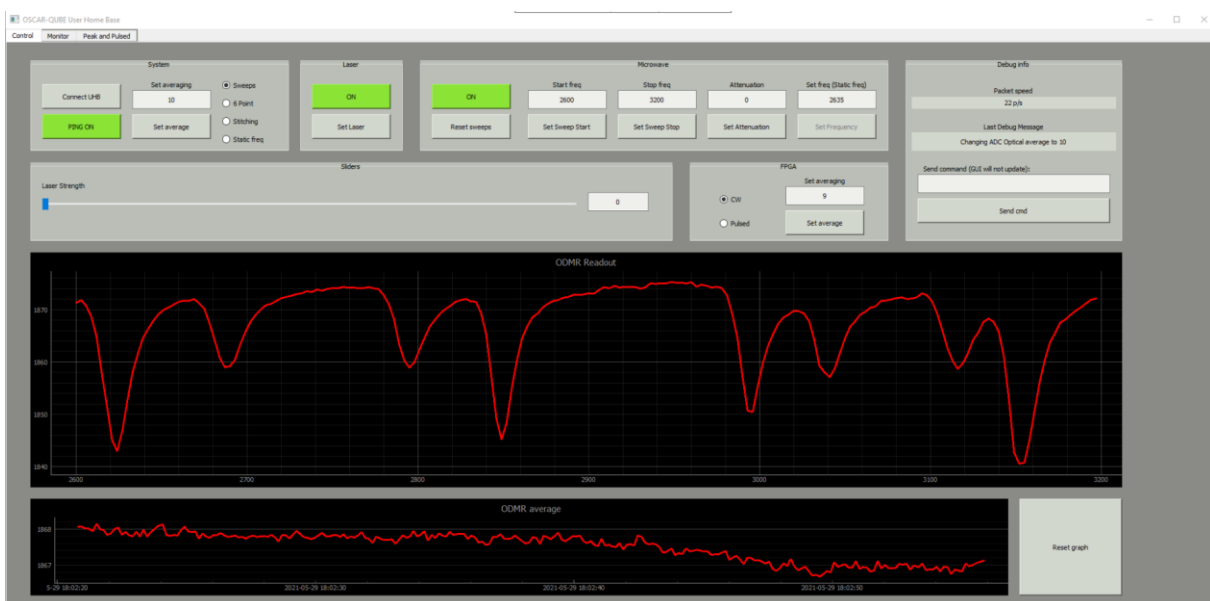 OSCAR-QUBE User Home Base
Control Monitor Peak and Pulsed
System
Connect UHB
Set averaging
10
PING ON
Set average
Sweeps
6 Point
Stitching
Static freq
Laser
ON
Set Laser
Microwave
ON
Reset sweeps
Start freq
2600
Set Sweep Start
Stop freq
3200
Set Sweep Stop
Attenuation
0
Set Attenuation
Set freq (Static freq)
2635
Set Frequency
Debug info
Packet speed
22 p/s
Last Debug Message
Changing ADC Optical average to 10
Send command (GUI will not update):
Send cmd
Sliders
Laser Strength
0
FPGA
CW
Pulsed
Set averaging
9
Set average
ODMR Readout
1870
1860
1850
1840
2600 2700 2800 2900 3000 3100 3200
ODMR average
1868
1867
5-29 18:02:20 2021-05-29 18:02:30 2021-05-29 18:02:40 2021-05-29 18:02:50
Reset graph